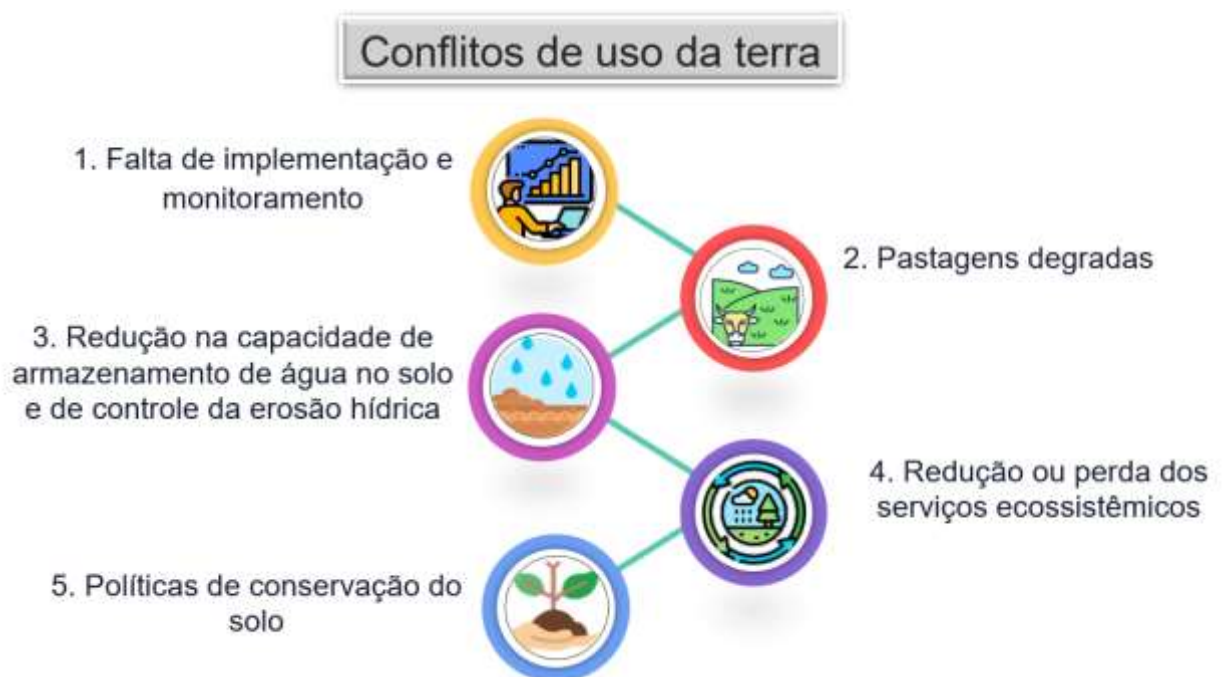 Conflitos de uso da terra
1. Falta de implementação e
monitoramento
2. Pastagens degradas
3. Redução na capacidade de
armazenamento de água no solo
e de controle da erosão hídrica
4. Redução ou perda dos
serviços ecossistêmicos
5. Políticas de conservação do
solo